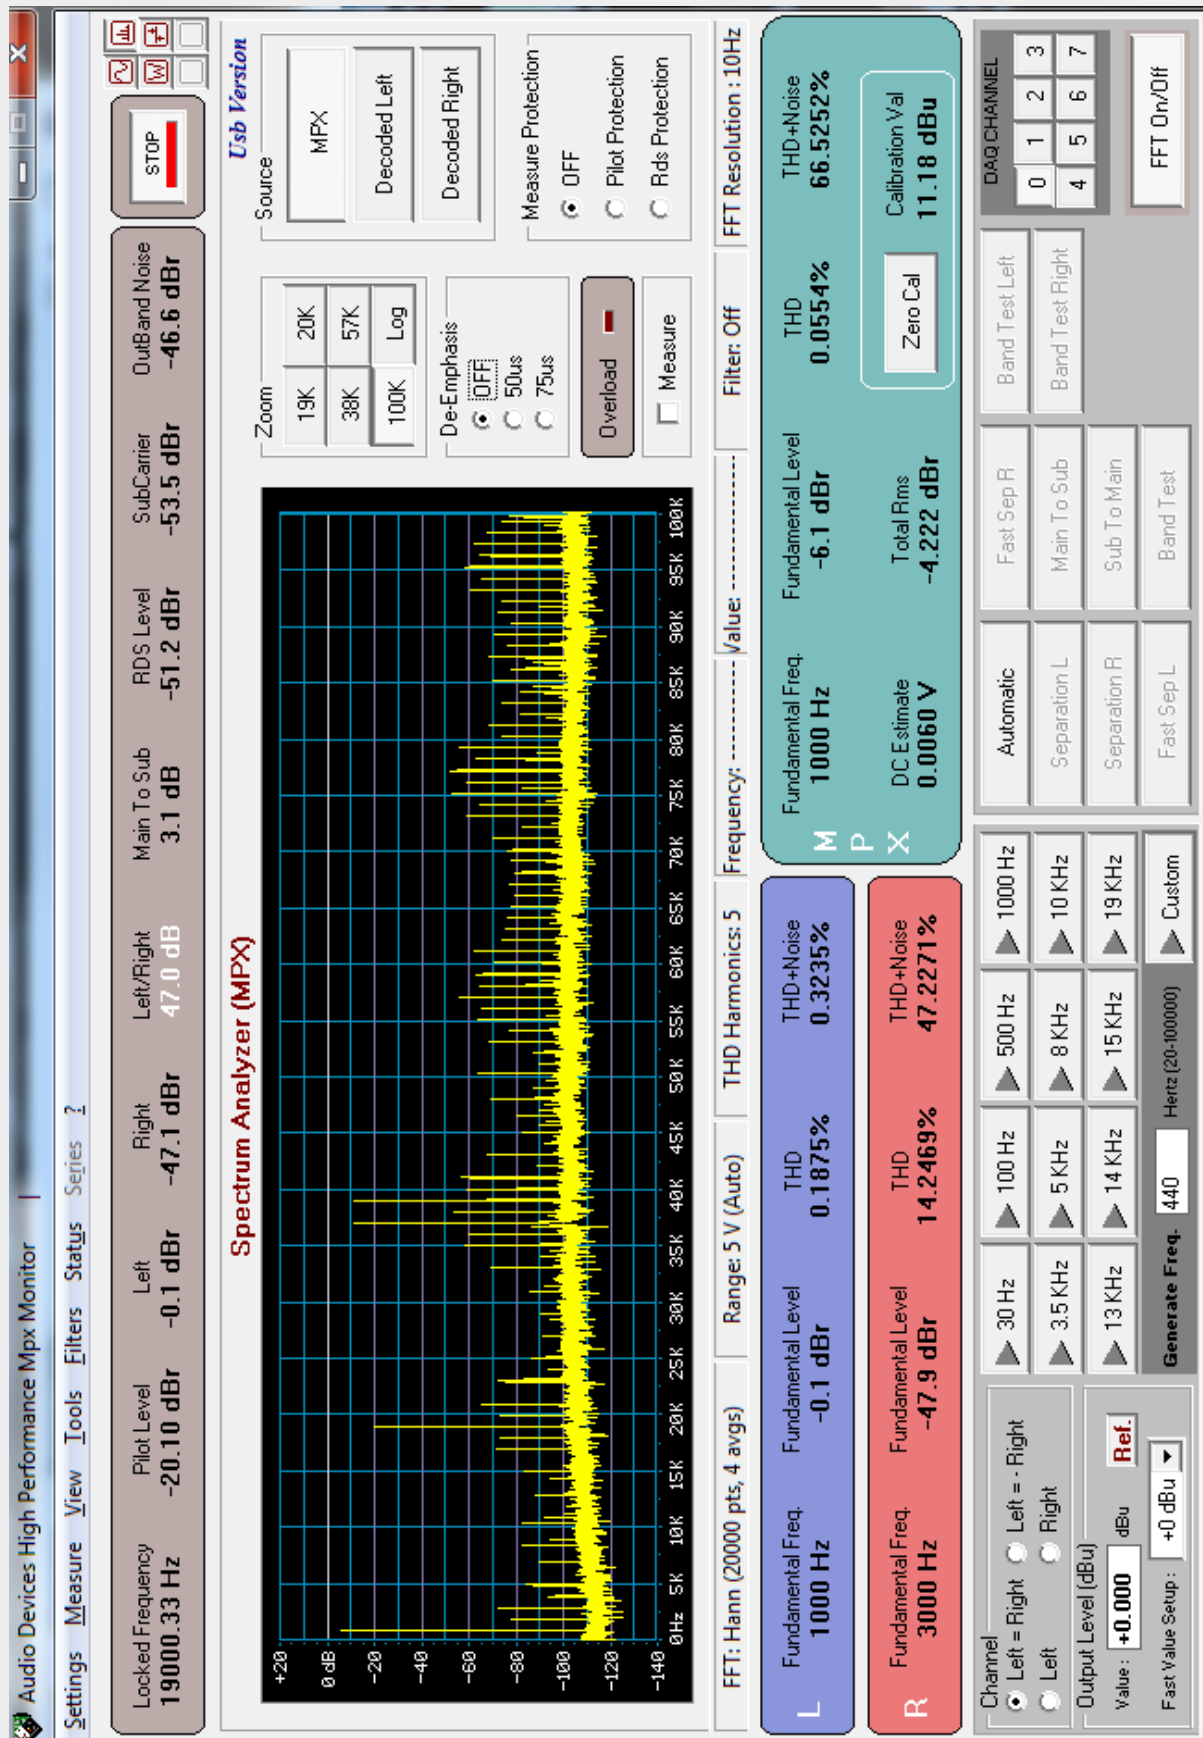 Audio Devices High Performance Mpx Monitor
Settings Measure View Tools Filters Status Series ?
Locked Frequency Pilot Level Left Right Left/Right Main To Sub RDS Level SubCarrier OutBand Noise
19000.33 Hz -20.10 dBr -0.1 dBr -47.1 dBr 47.0 dB 3.1 dB -51.2 dBr -53.5 dBr -46.6 dBr
STOP
Spectrum Analyzer (MPX)
Usb Version
+20
0 dB
-20
-40
-60
-80
-100
-120
-140
0Hz 5K 10K 15K 20K 25K 30K 35K 40K 45K 50K 55K 60K 65K 70K 75K 80K 85K 90K 95K 100K
Zoom
19K 20K
38K 57K
100K Log
De-Emphasis
OFF
50us
75us
Overload
Measure
Source
MPX
Decoded Left
Decoded Right
Measure Protection
OFF
Pilot Protection
Rds Protection
FFT: Hann (20000 pts, 4 avgs) Range: 5 V (Auto) THD Harmonics: 5 Frequency: ------------- Value: ------------- Filter: Off FFT Resolution : 10Hz
L
Fundamental Freq. Fundamental Level THD THD+Noise
1000 Hz -0.1 dBr 0.1875% 0.3235%
R
Fundamental Freq. Fundamental Level THD THD+Noise
3000 Hz -47.9 dBr 14.2469% 47.2271%
M
P
X
Fundamental Freq. Fundamental Level THD THD+Noise
1000 Hz -6.1 dBr 0.0554% 66.5252%
DC Estimate Total Rms Zero Cal Calibration Val
0.0060 V -4.222 dBr 11.18 dBu
Channel
Left = Right Left = - Right
Left Right
Output Level (dBu)
Value : +0.000 dBu Ref.
Fast Value Setup : +0 dBu
30 Hz 100 Hz 500 Hz 1000 Hz
3.5 KHz 5 KHz 8 KHz 10 KHz
13 KHz 14 KHz 15 KHz 19 KHz
Generate Freq. 440 Hertz (20-100000) Custom
Automatic Fast Sep R Band Test Left
Separation L Main To Sub Band Test Right
Separation R Sub To Main
Fast Sep L Band Test
DAQ CHANNEL
0 1 2 3
4 5 6 7
FFT On/Off